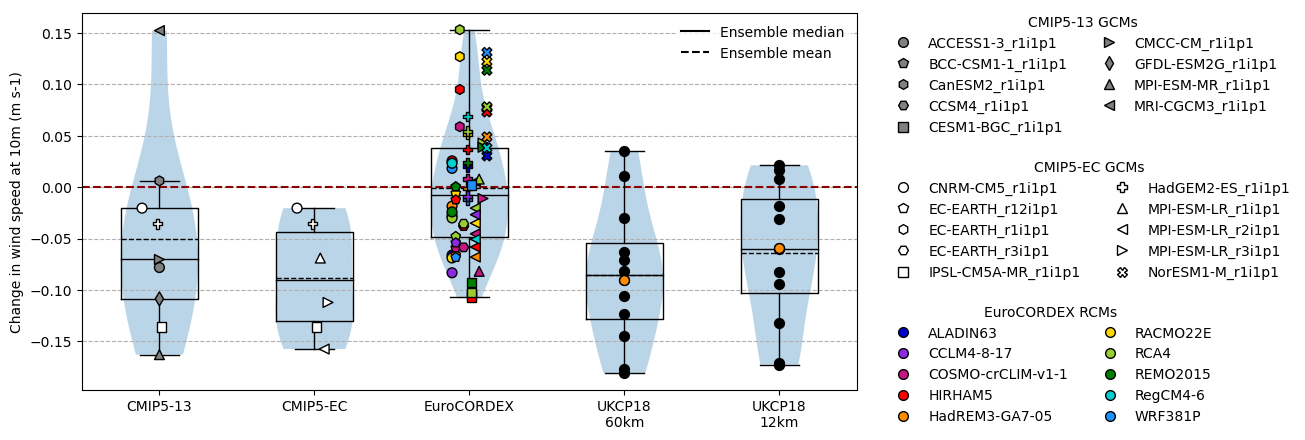 Change in wind speed at 10m (m s-1)
0.15
0.10
0.05
0.00
−0.05
−0.10
−0.15
Ensemble median
Ensemble mean
CMIP5-13
CMIP5-EC
EuroCORDEX
UKCP18
60km
UKCP18
12km
CMIP5-13 GCMs
ACCESS1-3_r1i1p1
BCC-CSM1-1_r1i1p1
CanESM2_r1i1p1
CCSM4_r1i1p1
CESM1-BGC_r1i1p1
CMCC-CM_r1i1p1
GFDL-ESM2G_r1i1p1
MPI-ESM-MR_r1i1p1
MRI-CGCM3_r1i1p1
CMIP5-EC GCMs
CNRM-CM5_r1i1p1
EC-EARTH_r12i1p1
EC-EARTH_r1i1p1
EC-EARTH_r3i1p1
IPSL-CM5A-MR_r1i1p1
HadGEM2-ES_r1i1p1
MPI-ESM-LR_r1i1p1
MPI-ESM-LR_r2i1p1
MPI-ESM-LR_r3i1p1
NorESM1-M_r1i1p1
EuroCORDEX RCMs
ALADIN63
CCLM4-8-17
COSMO-crCLIM-v1-1
HIRHAM5
HadREM3-GA7-05
RACMO22E
RCA4
REMO2015
RegCM4-6
WRF381P